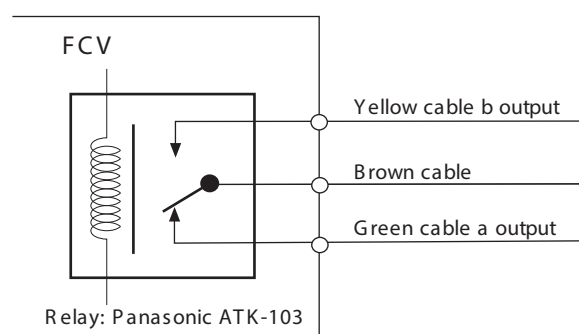 FCV
Yellow cable b output
Brown cable
Green cable a output
Relay: Panasonic ATK-103